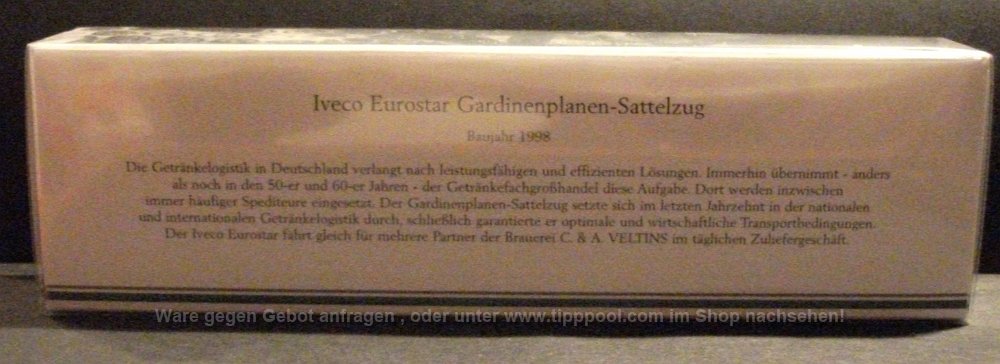 Iveco Eurostar Gardinenplanen-Sattelzug
Baujahr 1998
Die Getränkelogistik in Deutschland verlangt nach leistungsfähigen und effizienten Lösungen. Immerhin übernimmt - anders
als noch in den 50-er und 60-er Jahren - der Getränkefachgroßhandel diese Aufgabe. Dort werden inzwischen
immer häufiger Spediteure eingesetzt. Der Gardinenplanen-Sattelzug setzte sich im letzten Jahrzehnt in der nationalen
und internationalen Getränkelogistik durch, schließlich garantierte er optimale und wirtschaftliche Transportbedingungen.
Der Iveco Eurostar fährt gleich für mehrere Partner der Brauerei C. & A. VELTINS im täglichen Zuliefergeschäft.
Ware gegen Gebot anfragen , oder unter www.tipppool.com im Shop nachsehen!